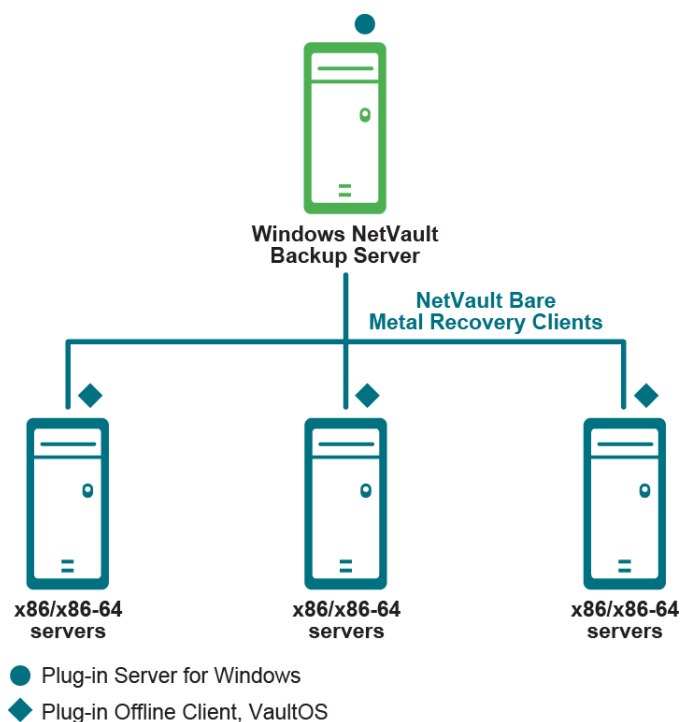 Windows NetVault
Backup Server
NetVault Bare
Metal Recovery Clients
x86/x86-64
servers
x86/x86-64
servers
x86/x86-64
servers
Plug-in Server for Windows
Plug-in Offline Client, VaultOS